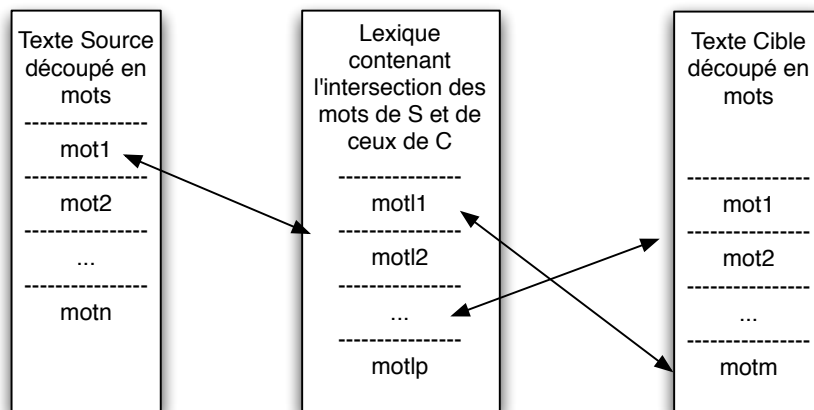 Texte Source
découpé en
mots
mot1
mot2
...
motn
Lexique
contenant
l'intersection des
mots de S et de
ceux de C
motl1
motl2
...
motlp
Texte Cible
découpé en
mots
mot1
mot2
...
motm